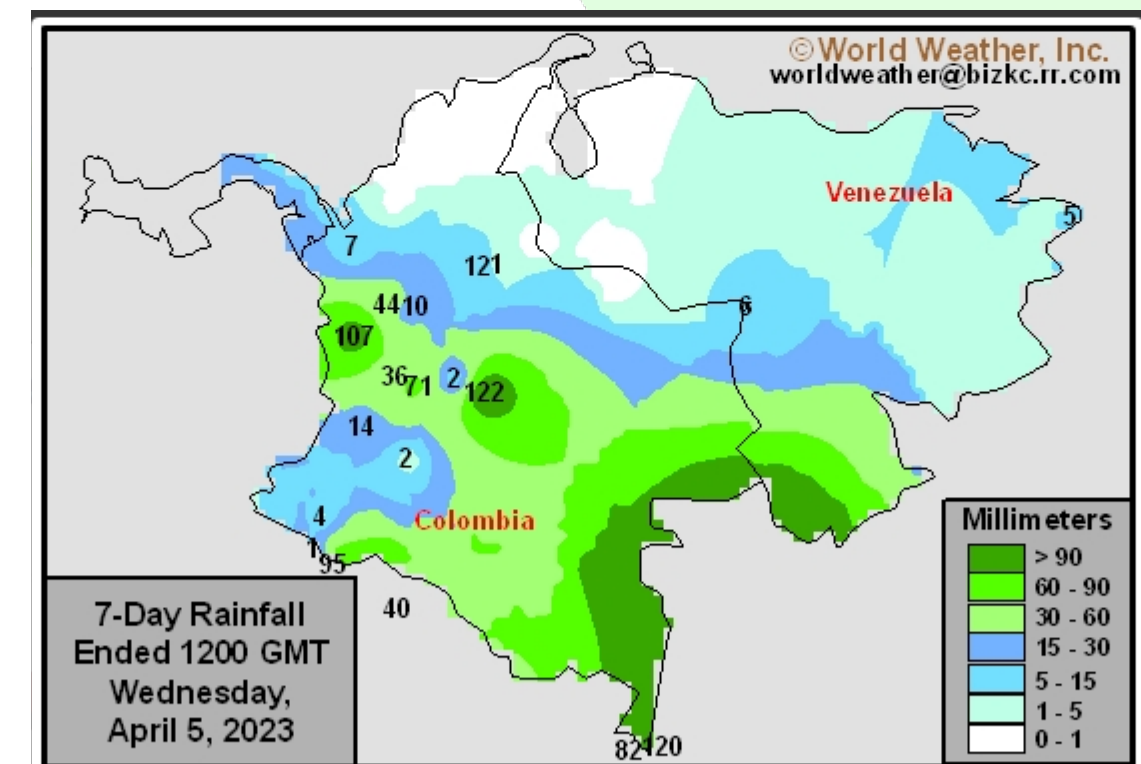 ©World Weather, Inc.
worldweather@bizkc.rr.com
Venezuela
5
7
121
44
10
6
107
36
71
2
122
14
2
4
Colombia
1
95
40
82
120
7-Day Rainfall
Ended 1200 GMT
Wednesday,
April 5, 2023
Millimeters
> 90
60 - 90
30 - 60
15 - 30
5 - 15
1 - 5
0 - 1